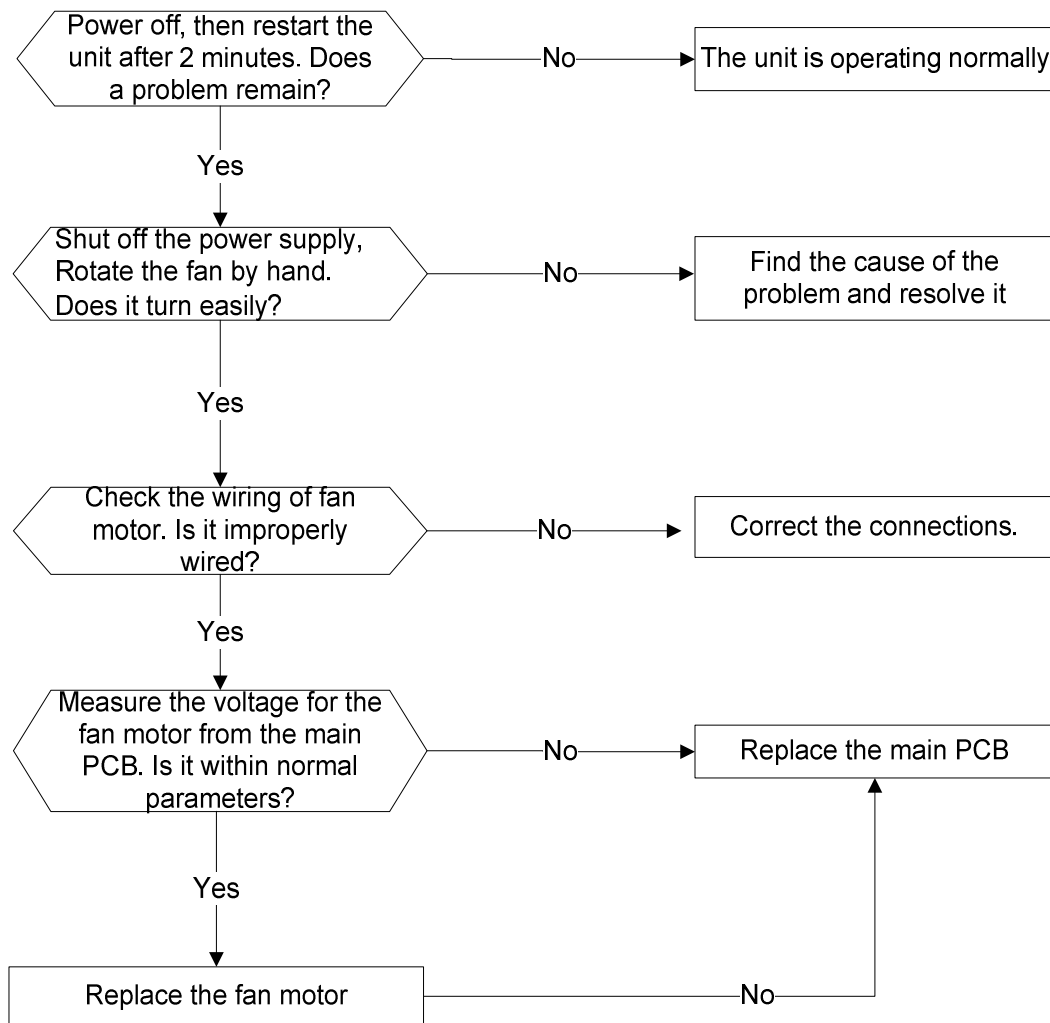 Power off, then restart the
unit after 2 minutes. Does
a problem remain?
No
The unit is operating normally
Yes
Shut off the power supply,
Rotate the fan by hand.
Does it turn easily?
No
Find the cause of the
problem and resolve it
Yes
Check the wiring of fan
motor. Is it improperly
wired?
No
Correct the connections.
Yes
Measure the voltage for the
fan motor from the main
PCB. Is it within normal
parameters?
No
Replace the main PCB
Yes
Replace the fan motor
No